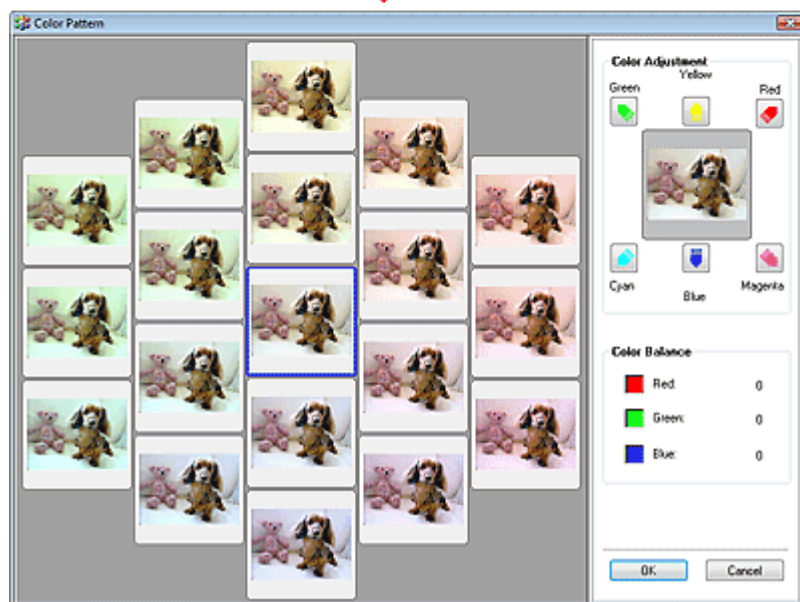 Color Pattern
Color Adjustment
Yellow
Green
Red
Cyan
Blue
Magenta
Color Balance
Red: 0
Green: 0
Blue: 0
OK
Cancel